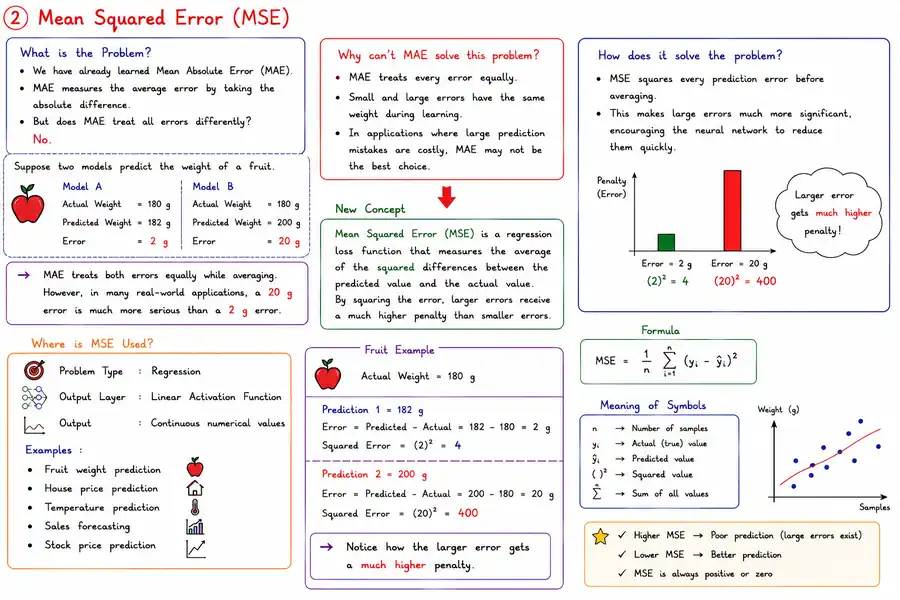 2 Mean Squared Error (MSE)
What is the Problem?
• We have already learned Mean Absolute Error (MAE).
• MAE measures the average error by taking the
absolute difference.
• But does MAE treat all errors differently?
No.
Suppose two models predict the weight of a fruit.
Model A
Actual Weight = 180 g
Predicted Weight = 182 g
Error = 2 g
Model B
Actual Weight = 180 g
Predicted Weight = 200 g
Error = 20 g
→ MAE treats both errors equally while averaging.
However, in many real-world applications, a 20 g
error is much more serious than a 2 g error.
Why can't MAE solve this problem?
• MAE treats every error equally.
• Small and large errors have the same
weight during learning.
• In applications where large prediction
mistakes are costly, MAE may not be
the best choice.
New Concept
Mean Squared Error (MSE) is a regression
loss function that measures the average
of the squared differences between the
predicted value and the actual value.
By squaring the error, larger errors receive
a much higher penalty than smaller errors.
How does it solve the problem?
• MSE squares every prediction error before
averaging.
• This makes large errors much more significant,
encouraging the neural network to reduce
them quickly.
Penalty
(Error)
Error = 2 g
(2)² = 4
Error = 20 g
(20)² = 400
Larger error
gets much higher
penalty!
Where is MSE Used?
Problem Type : Regression
Output Layer : Linear Activation Function
Output : Continuous numerical values
Examples :
• Fruit weight prediction
• House price prediction
• Temperature prediction
• Sales forecasting
• Stock price prediction
Fruit Example
Actual Weight = 180 g
Prediction 1 = 182 g
Error = Predicted - Actual = 182 - 180 = 2 g
Squared Error = (2)² = 4
Prediction 2 = 200 g
Error = Predicted - Actual = 200 - 180 = 20 g
Squared Error = (20)² = 400
→ Notice how the larger error gets
a much higher penalty.
Formula
MSE = 1/n ∑ⁿᵢ₌₁ (yᵢ - ŷᵢ)²
Meaning of Symbols
n → Number of samples
yᵢ → Actual (true) value
ŷᵢ → Predicted value
( )² → Squared value
∑ⁿ → Sum of all values
Weight (g)
Samples
✓ Higher MSE → Poor prediction (large errors exist)
✓ Lower MSE → Better prediction
✓ MSE is always positive or zero